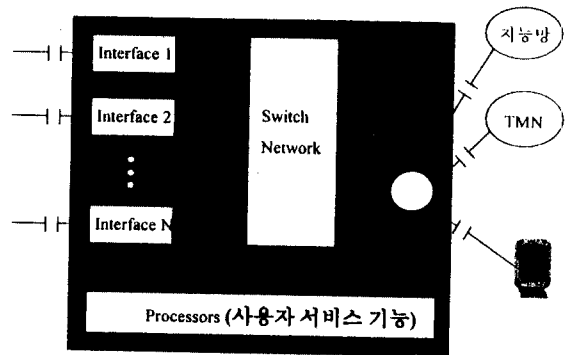 Interface 1
Interface 2
Interface N
Switch
Network
지능망
TMN
Processors (사용자 서비스 기능)